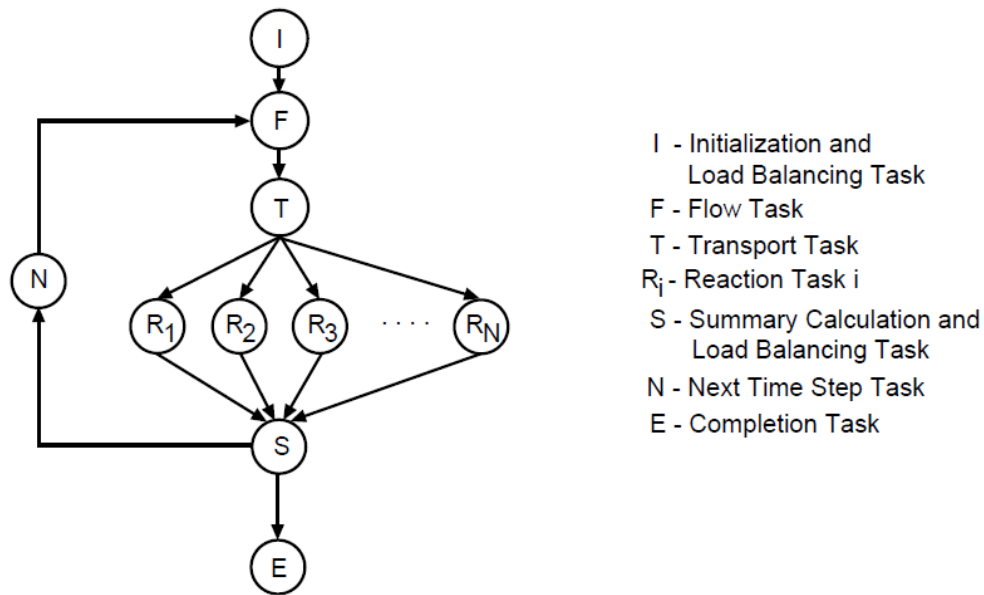 I
F
T
N
R1
R2
R3
. . . .
RN
S
E
I - Initialization and
Load Balancing Task
F - Flow Task
T - Transport Task
Ri - Reaction Task i
S - Summary Calculation and
Load Balancing Task
N - Next Time Step Task
E - Completion Task